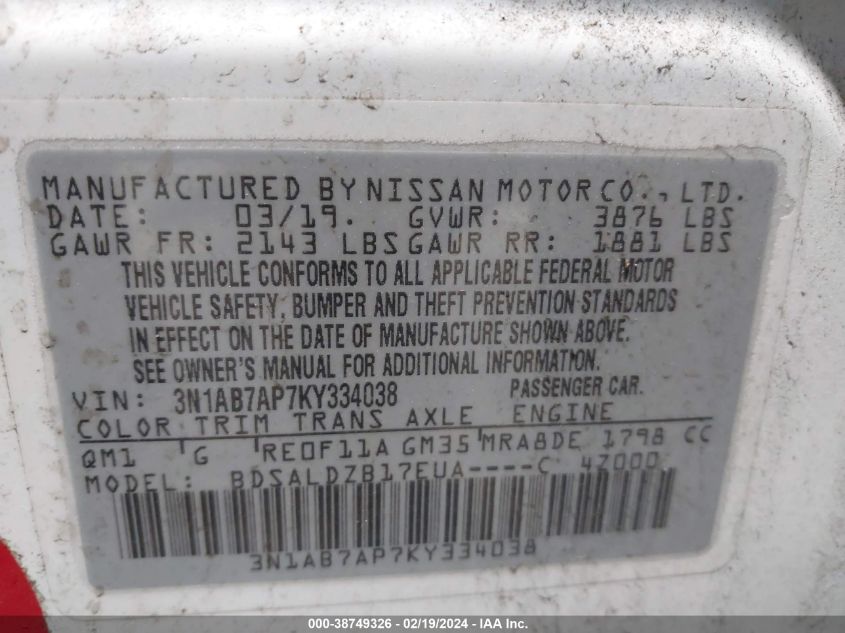 MANUFACTURED BY NISSAN MOTOR CO., LTD.
DATE: 03/19. GVWR: 3876 LBS
GAWR FR: 2143 LBS GAWR RR: 1881 LBS
THIS VEHICLE CONFORMS TO ALL APPLICABLE FEDERAL MOTOR
VEHICLE SAFETY, BUMPER AND THEFT PREVENTION STANDARDS
IN EFFECT ON THE DATE OF MANUFACTURE SHOWN ABOVE.
SEE OWNER'S MANUAL FOR ADDITIONAL INFORMATION.
VIN: 3N1AB7AP7KY334038 PASSENGER CAR.
COLOR TRIM TRANS AXLE ENGINE
QM1 G RE0F11A GM35 MRA8DE 1798 CC
MODEL: BDSALDZB17EUA----C 4Z000
3N1AB7AP7KY334038
000-38749326 - 02/19/2024 - IAA Inc.